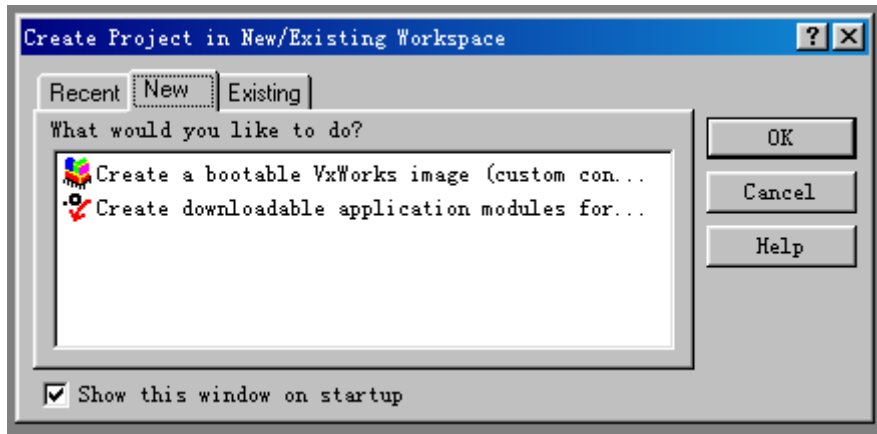 Create Project in New/Existing Workspace
Recent New Existing
What would you like to do?
Create a bootable VxWorks image (custom con...
Create downloadable application modules for...
OK
Cancel
Help
Show this window on startup